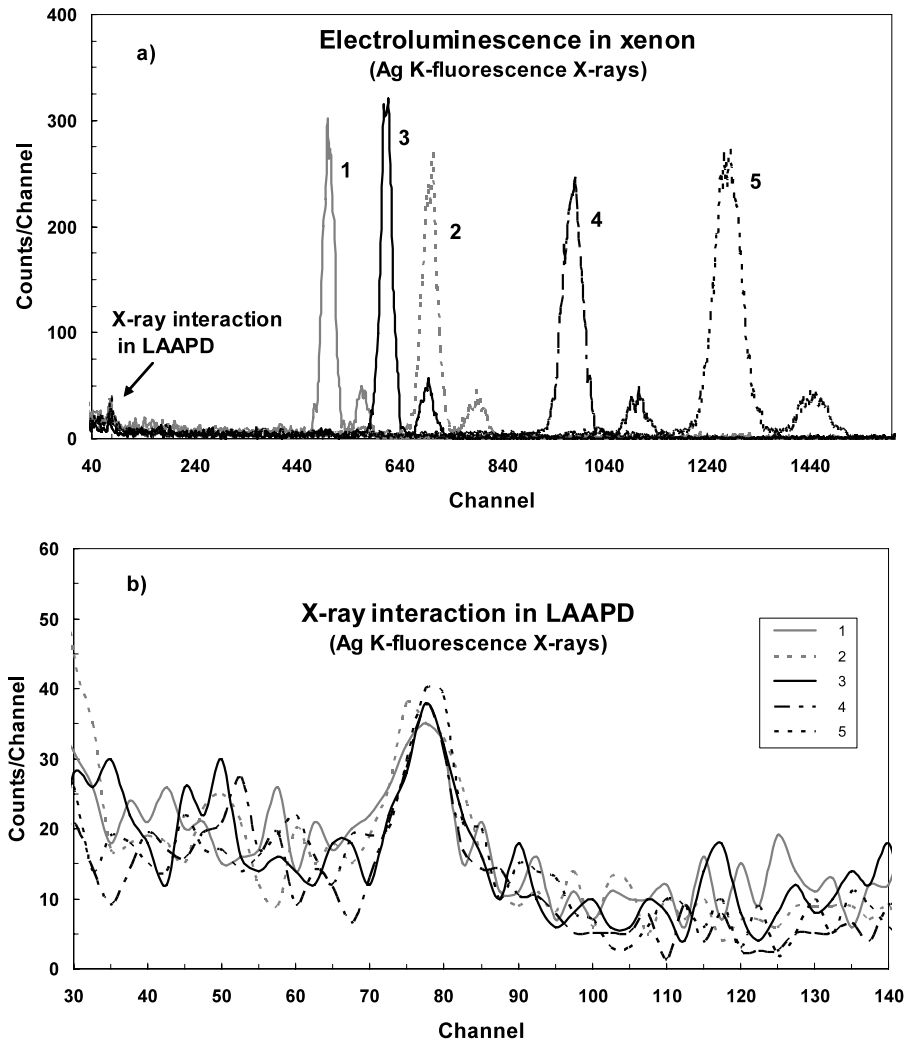 400
a)
Electroluminescence in xenon
(Ag K-fluorescence X-rays)
300
3
1
5
200
2
4
Counts/Channel
X-ray interaction
in LAAPD
100
0
40 240 440 640 840 1040 1240 1440
Channel
60
b)
50
X-ray interaction in LAAPD
(Ag K-fluorescence X-rays)
1
2
3
4
5
40
Counts/Channel
30
20
10
0
30 40 50 60 70 80 90 100 110 120 130 140
Channel